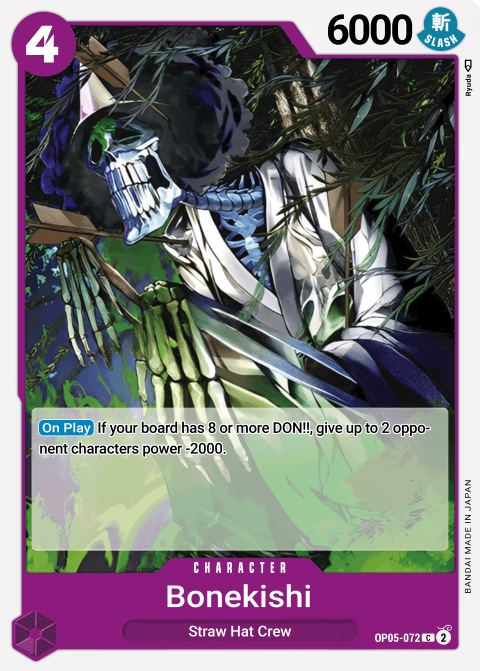 4
6000
斬
SLASH
Ryuda
On Play If your board has 8 or more DON!!, give up to 2 oppo-
nent characters power -2000.
BANDAI MADE IN JAPAN
CHARACTER
Bonekishi
Straw Hat Crew
OP05-072 C 2